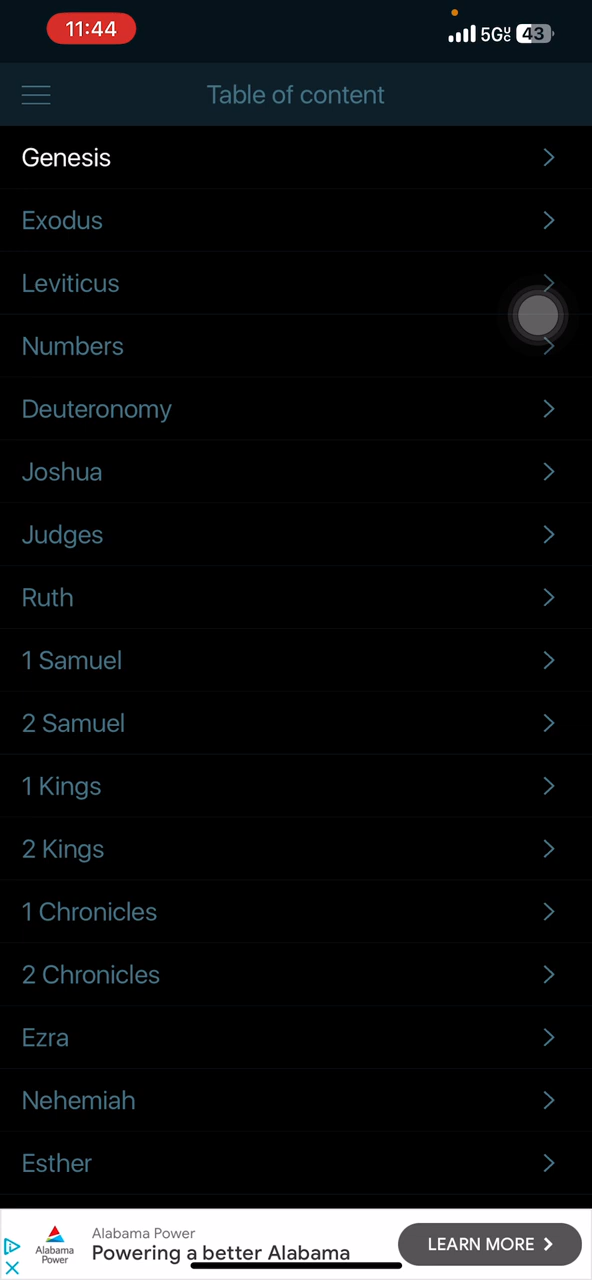 11:44
5G 43
Table of content
Genesis
Exodus
Leviticus
Numbers
Deuteronomy
Joshua
Judges
Ruth
1 Samuel
2 Samuel
1 Kings
2 Kings
1 Chronicles
2 Chronicles
Ezra
Nehemiah
Esther
Alabama Power
Alabama Power
Powering a better Alabama
LEARN MORE